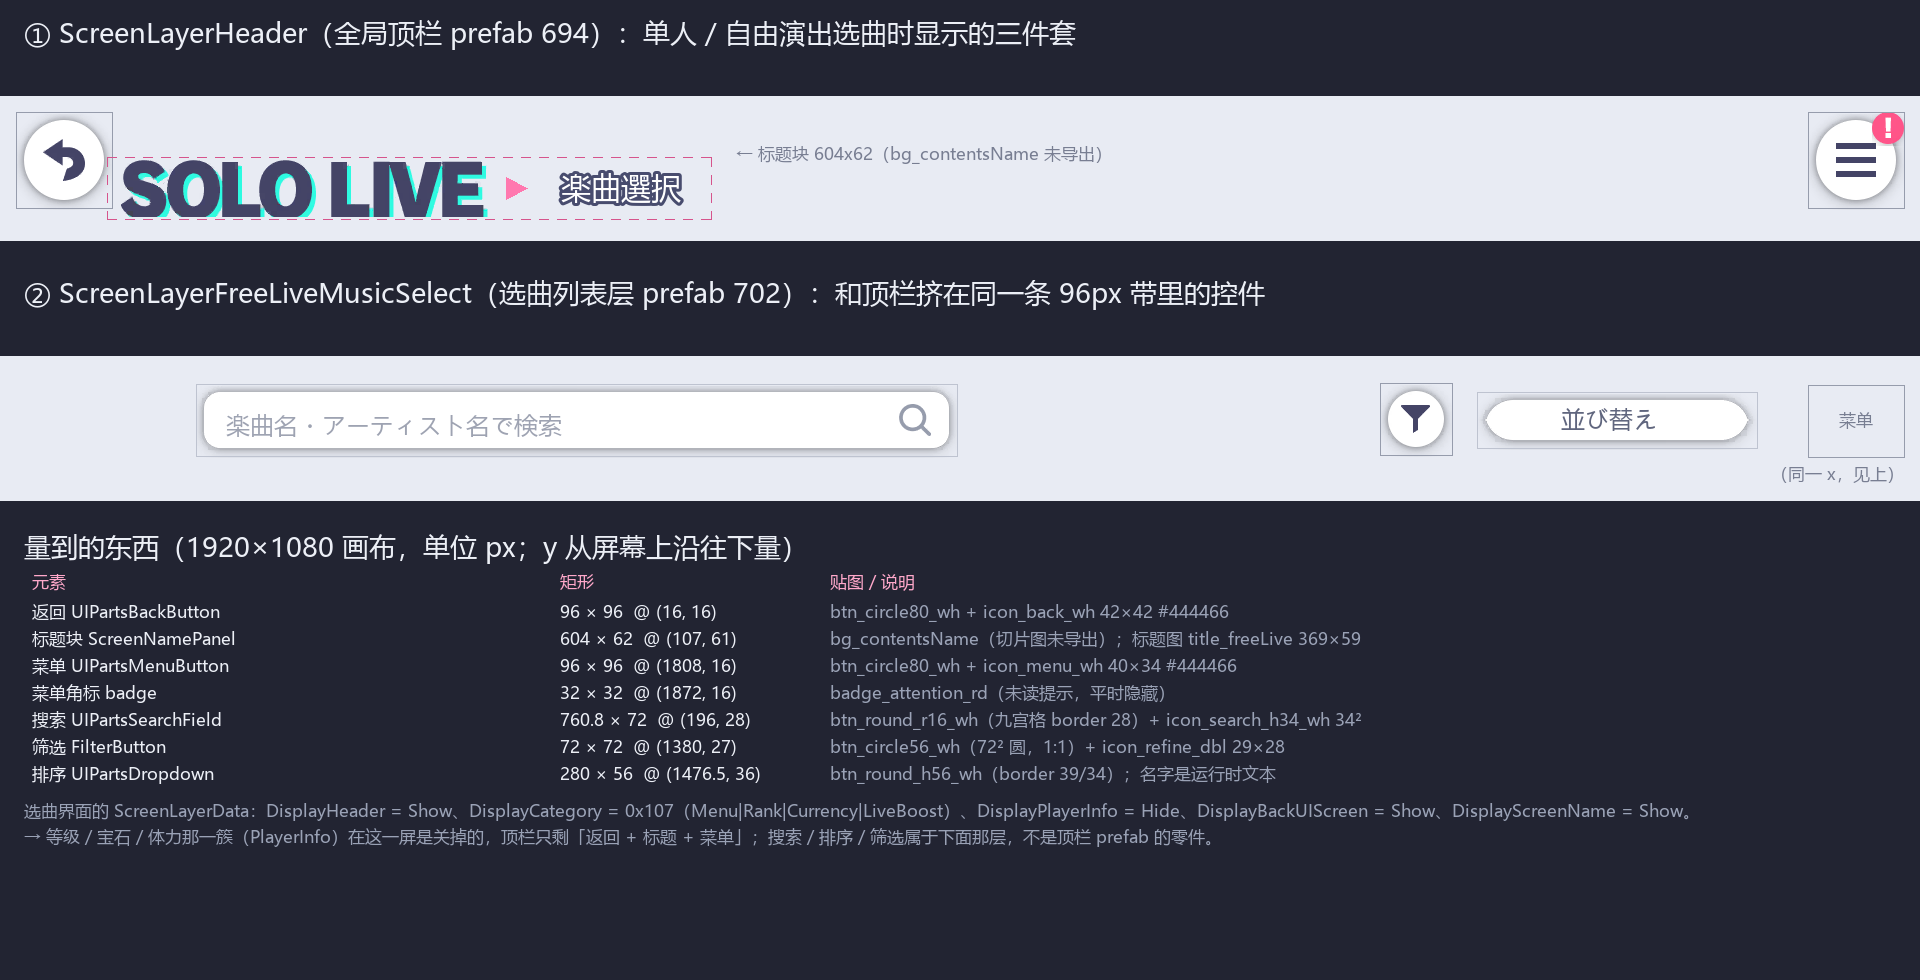 ① ScreenLayerHeader（全局顶栏 prefab 694）：单人 / 自由演出选曲时显示的三件套
← 标题块 604x62（bg_contentsName 未导出）
SOLO LIVE ▶ 楽曲選択
!
② ScreenLayerFreeLiveMusicSelect（选曲列表层 prefab 702）：和顶栏挤在同一条 96px 带里的控件
楽曲名・アーティスト名で検索
並び替え
菜单
（同一 x，见上）
量到的东西（1920×1080 画布，单位 px；y 从屏幕上沿往下量）
元素 矩形 贴图 / 说明
返回 UIPartsBackButton 96 × 96 @ (16, 16) btn_circle80_wh + icon_back_wh 42×42 #444466
标题块 ScreenNamePanel 604 × 62 @ (107, 61) bg_contentsName（切片图未导出）；标题图 title_freeLive 369×59
菜单 UIPartsMenuButton 96 × 96 @ (1808, 16) btn_circle80_wh + icon_menu_wh 40×34 #444466
菜单角标 badge 32 × 32 @ (1872, 16) badge_attention_rd（未读提示，平时隐藏）
搜索 UIPartsSearchField 760.8 × 72 @ (196, 28) btn_round_r16_wh（九宫格 border 28）+ icon_search_h34_wh 34²
筛选 FilterButton 72 × 72 @ (1380, 27) btn_circle56_wh（72² 圆，1:1）+ icon_refine_dbl 29×28
排序 UIPartsDropdown 280 × 56 @ (1476.5, 36) btn_round_h56_wh（border 39/34）；名字是运行时文本
选曲界面的 ScreenLayerData：DisplayHeader = Show、DisplayCategory = 0x107（Menu|Rank|Currency|LiveBoost）、DisplayPlayerInfo = Hide、DisplayBackUIScreen = Show、DisplayScreenName = Show。
→ 等级 / 宝石 / 体力那一簇（PlayerInfo）在这一屏是关掉的，顶栏只剩「返回 + 标题 + 菜单」；搜索 / 排序 / 筛选属于下面那层，不是顶栏 prefab 的零件。